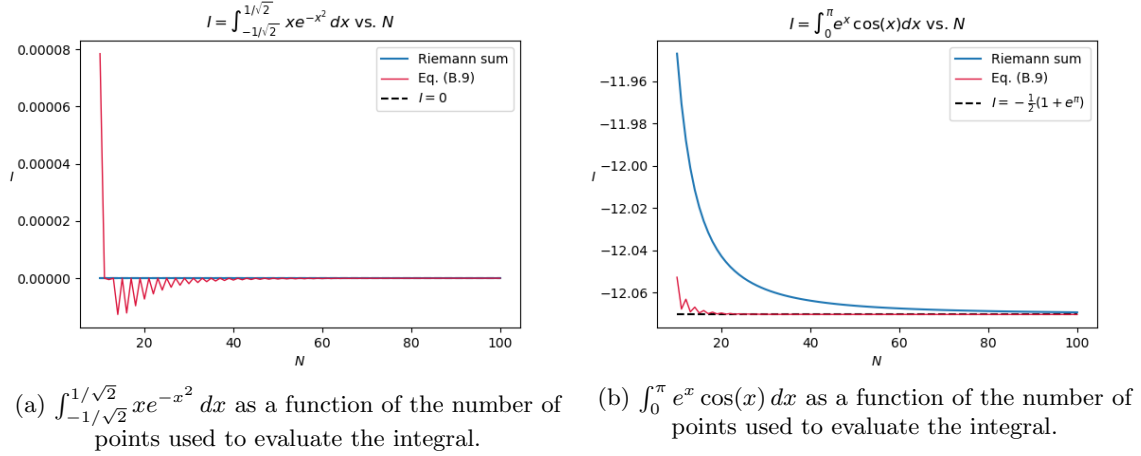 I = ∫_{-1/√2}^{1/√2} xe^{-x²} dx vs. N
0.00008
0.00006
0.00004
0.00002
0.00000
I
20
40
60
80
100
N
Riemann sum
Eq. (B.9)
I = 0
(a) ∫_{-1/√2}^{1/√2} xe^{-x²} dx as a function of the number of
points used to evaluate the integral.
I = ∫_0^π e^x cos(x)dx vs. N
−11.96
−11.98
−12.00
−12.02
−12.04
−12.06
I
20
40
60
80
100
N
Riemann sum
Eq. (B.9)
I = −½(1 + e^π)
(b) ∫_0^π e^x cos(x) dx as a function of the number of
points used to evaluate the integral.